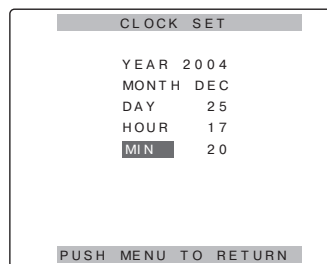 CLOCK SET
YEAR 2004
MONTH DEC
DAY 25
HOUR 17
MIN 20
PUSH MENU TO RETURN